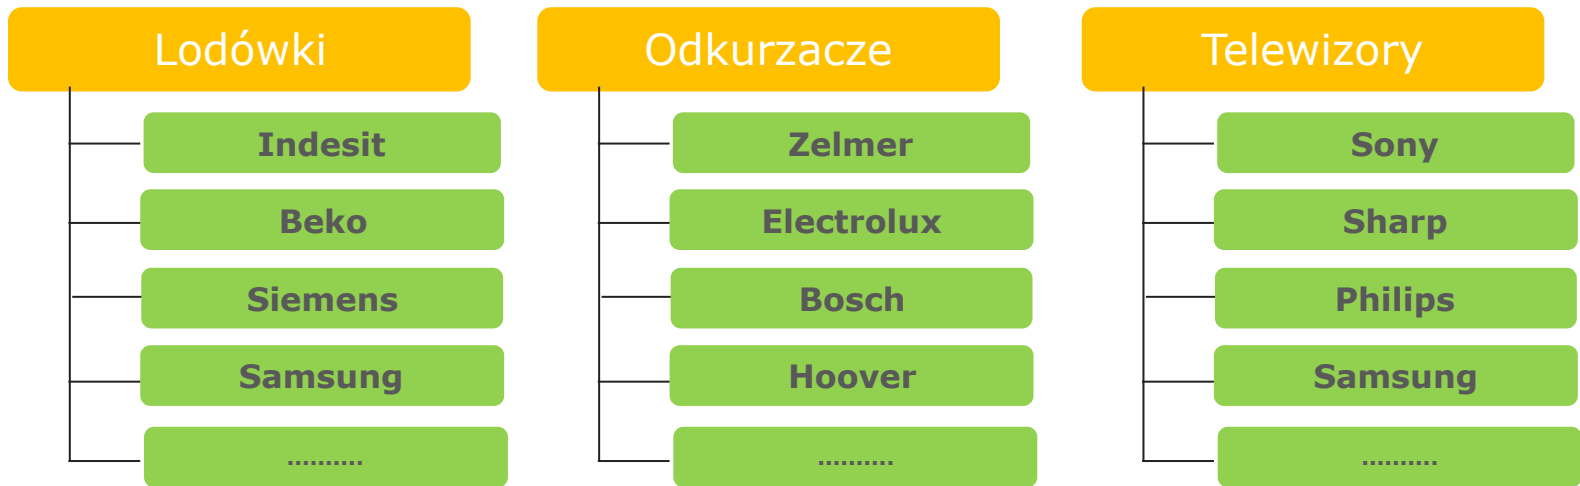 Lodówki
Indesit
Beko
Siemens
Samsung
..........
Odkurzacze
Zelmer
Electrolux
Bosch
Hoover
..........
Telewizory
Sony
Sharp
Philips
Samsung
..........